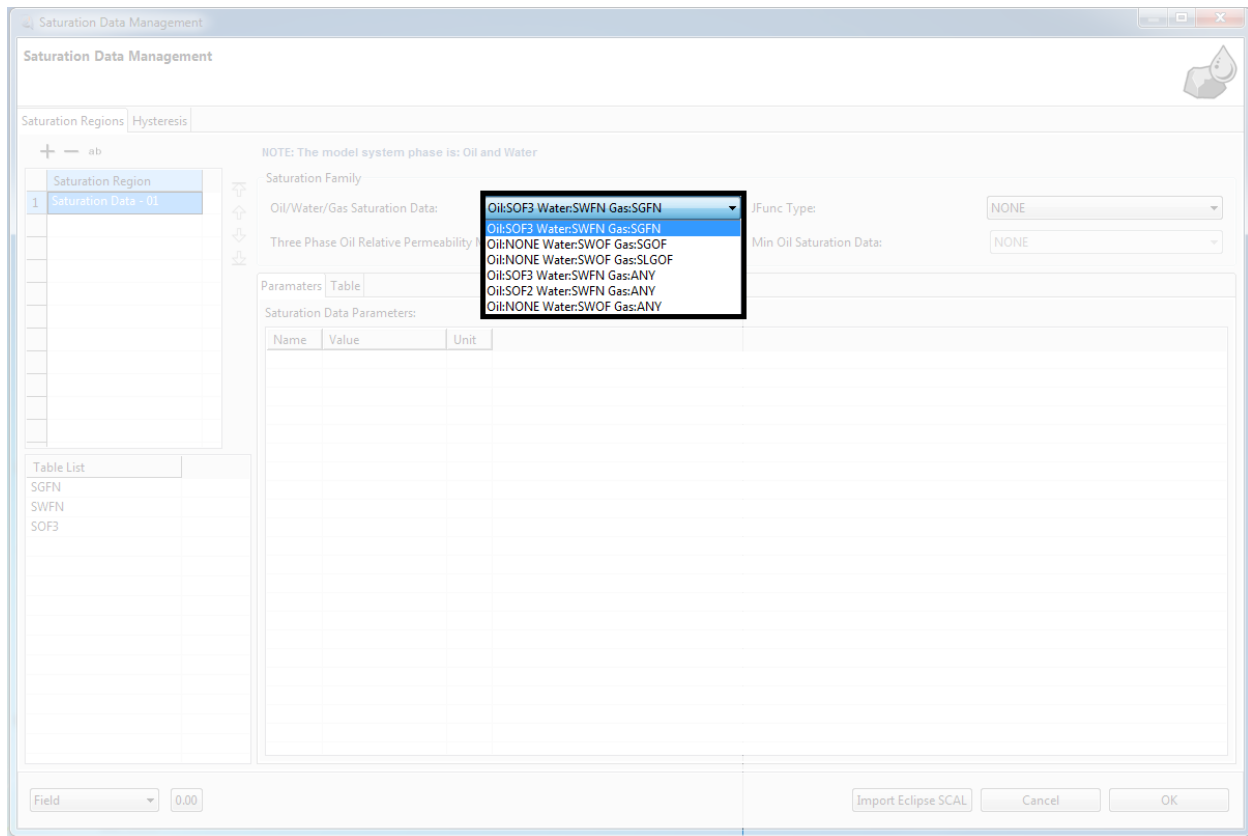 Saturation Data Management
Saturation Data Management
Saturation Regions Hysteresis
ab
NOTE: The model system phase is: Oil and Water
Saturation Region
1 Saturation Data - 01
Saturation Family
Oil/Water/Gas Saturation Data: Oil:SOF3 Water:SWFN Gas:SGFN JFunc Type: NONE
Oil:SOF3 Water:SWFN Gas:SGFN
Three Phase Oil Relative Permeability Oil:NONE Water:SWOF Gas:SGOF Min Oil Saturation Data: NONE
Oil:NONE Water:SWOF Gas:SLGOF
Oil:SOF3 Water:SWFN Gas:ANY
Oil:SOF2 Water:SWFN Gas:ANY
Oil:NONE Water:SWOF Gas:ANY
Paramaters Table
Saturation Data Parameters:
Name Value Unit
Table List
SGFN
SWFN
SOF3
Field 0.00 Import Eclipse SCAL Cancel OK